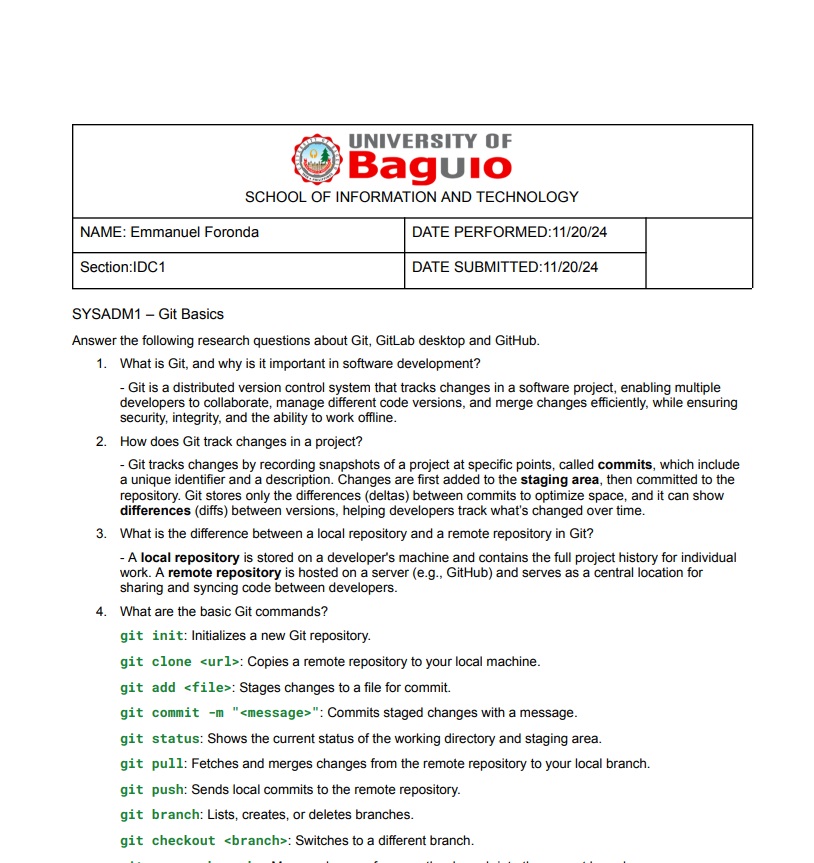 UNIVERSITY OF
Baguio
SCHOOL OF INFORMATION AND TECHNOLOGY
NAME: Emmanuel Foronda
DATE PERFORMED:11/20/24
Section:IDC1
DATE SUBMITTED:11/20/24
SYSADM1 – Git Basics
Answer the following research questions about Git, GitLab desktop and GitHub.
1. What is Git, and why is it important in software development?
- Git is a distributed version control system that tracks changes in a software project, enabling multiple
developers to collaborate, manage different code versions, and merge changes efficiently, while ensuring
security, integrity, and the ability to work offline.
2. How does Git track changes in a project?
- Git tracks changes by recording snapshots of a project at specific points, called commits, which include
a unique identifier and a description. Changes are first added to the staging area, then committed to the
repository. Git stores only the differences (deltas) between commits to optimize space, and it can show
differences (diffs) between versions, helping developers track what's changed over time.
3. What is the difference between a local repository and a remote repository in Git?
- A local repository is stored on a developer's machine and contains the full project history for individual
work. A remote repository is hosted on a server (e.g., GitHub) and serves as a central location for
sharing and syncing code between developers.
4. What are the basic Git commands?
git init: Initializes a new Git repository.
git clone <url>: Copies a remote repository to your local machine.
git add <file>: Stages changes to a file for commit.
git commit -m "<message>": Commits staged changes with a message.
git status: Shows the current status of the working directory and staging area.
git pull: Fetches and merges changes from the remote repository to your local branch.
git push: Sends local commits to the remote repository.
git branch: Lists, creates, or deletes branches.
git checkout <branch>: Switches to a different branch.